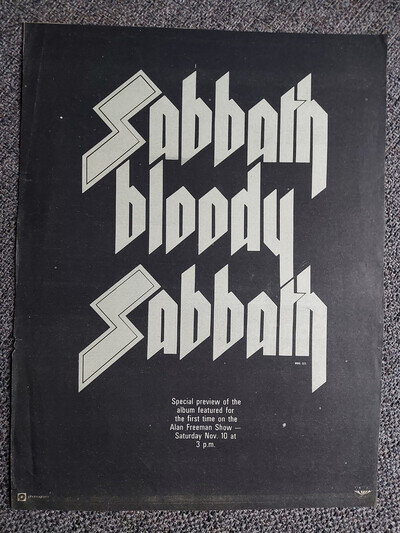 Sabbath
bloody
Sabbath
Special preview of the
album featured for
the first time on the
Alan Freeman Show —
Saturday Nov. 10 at
3 p.m.